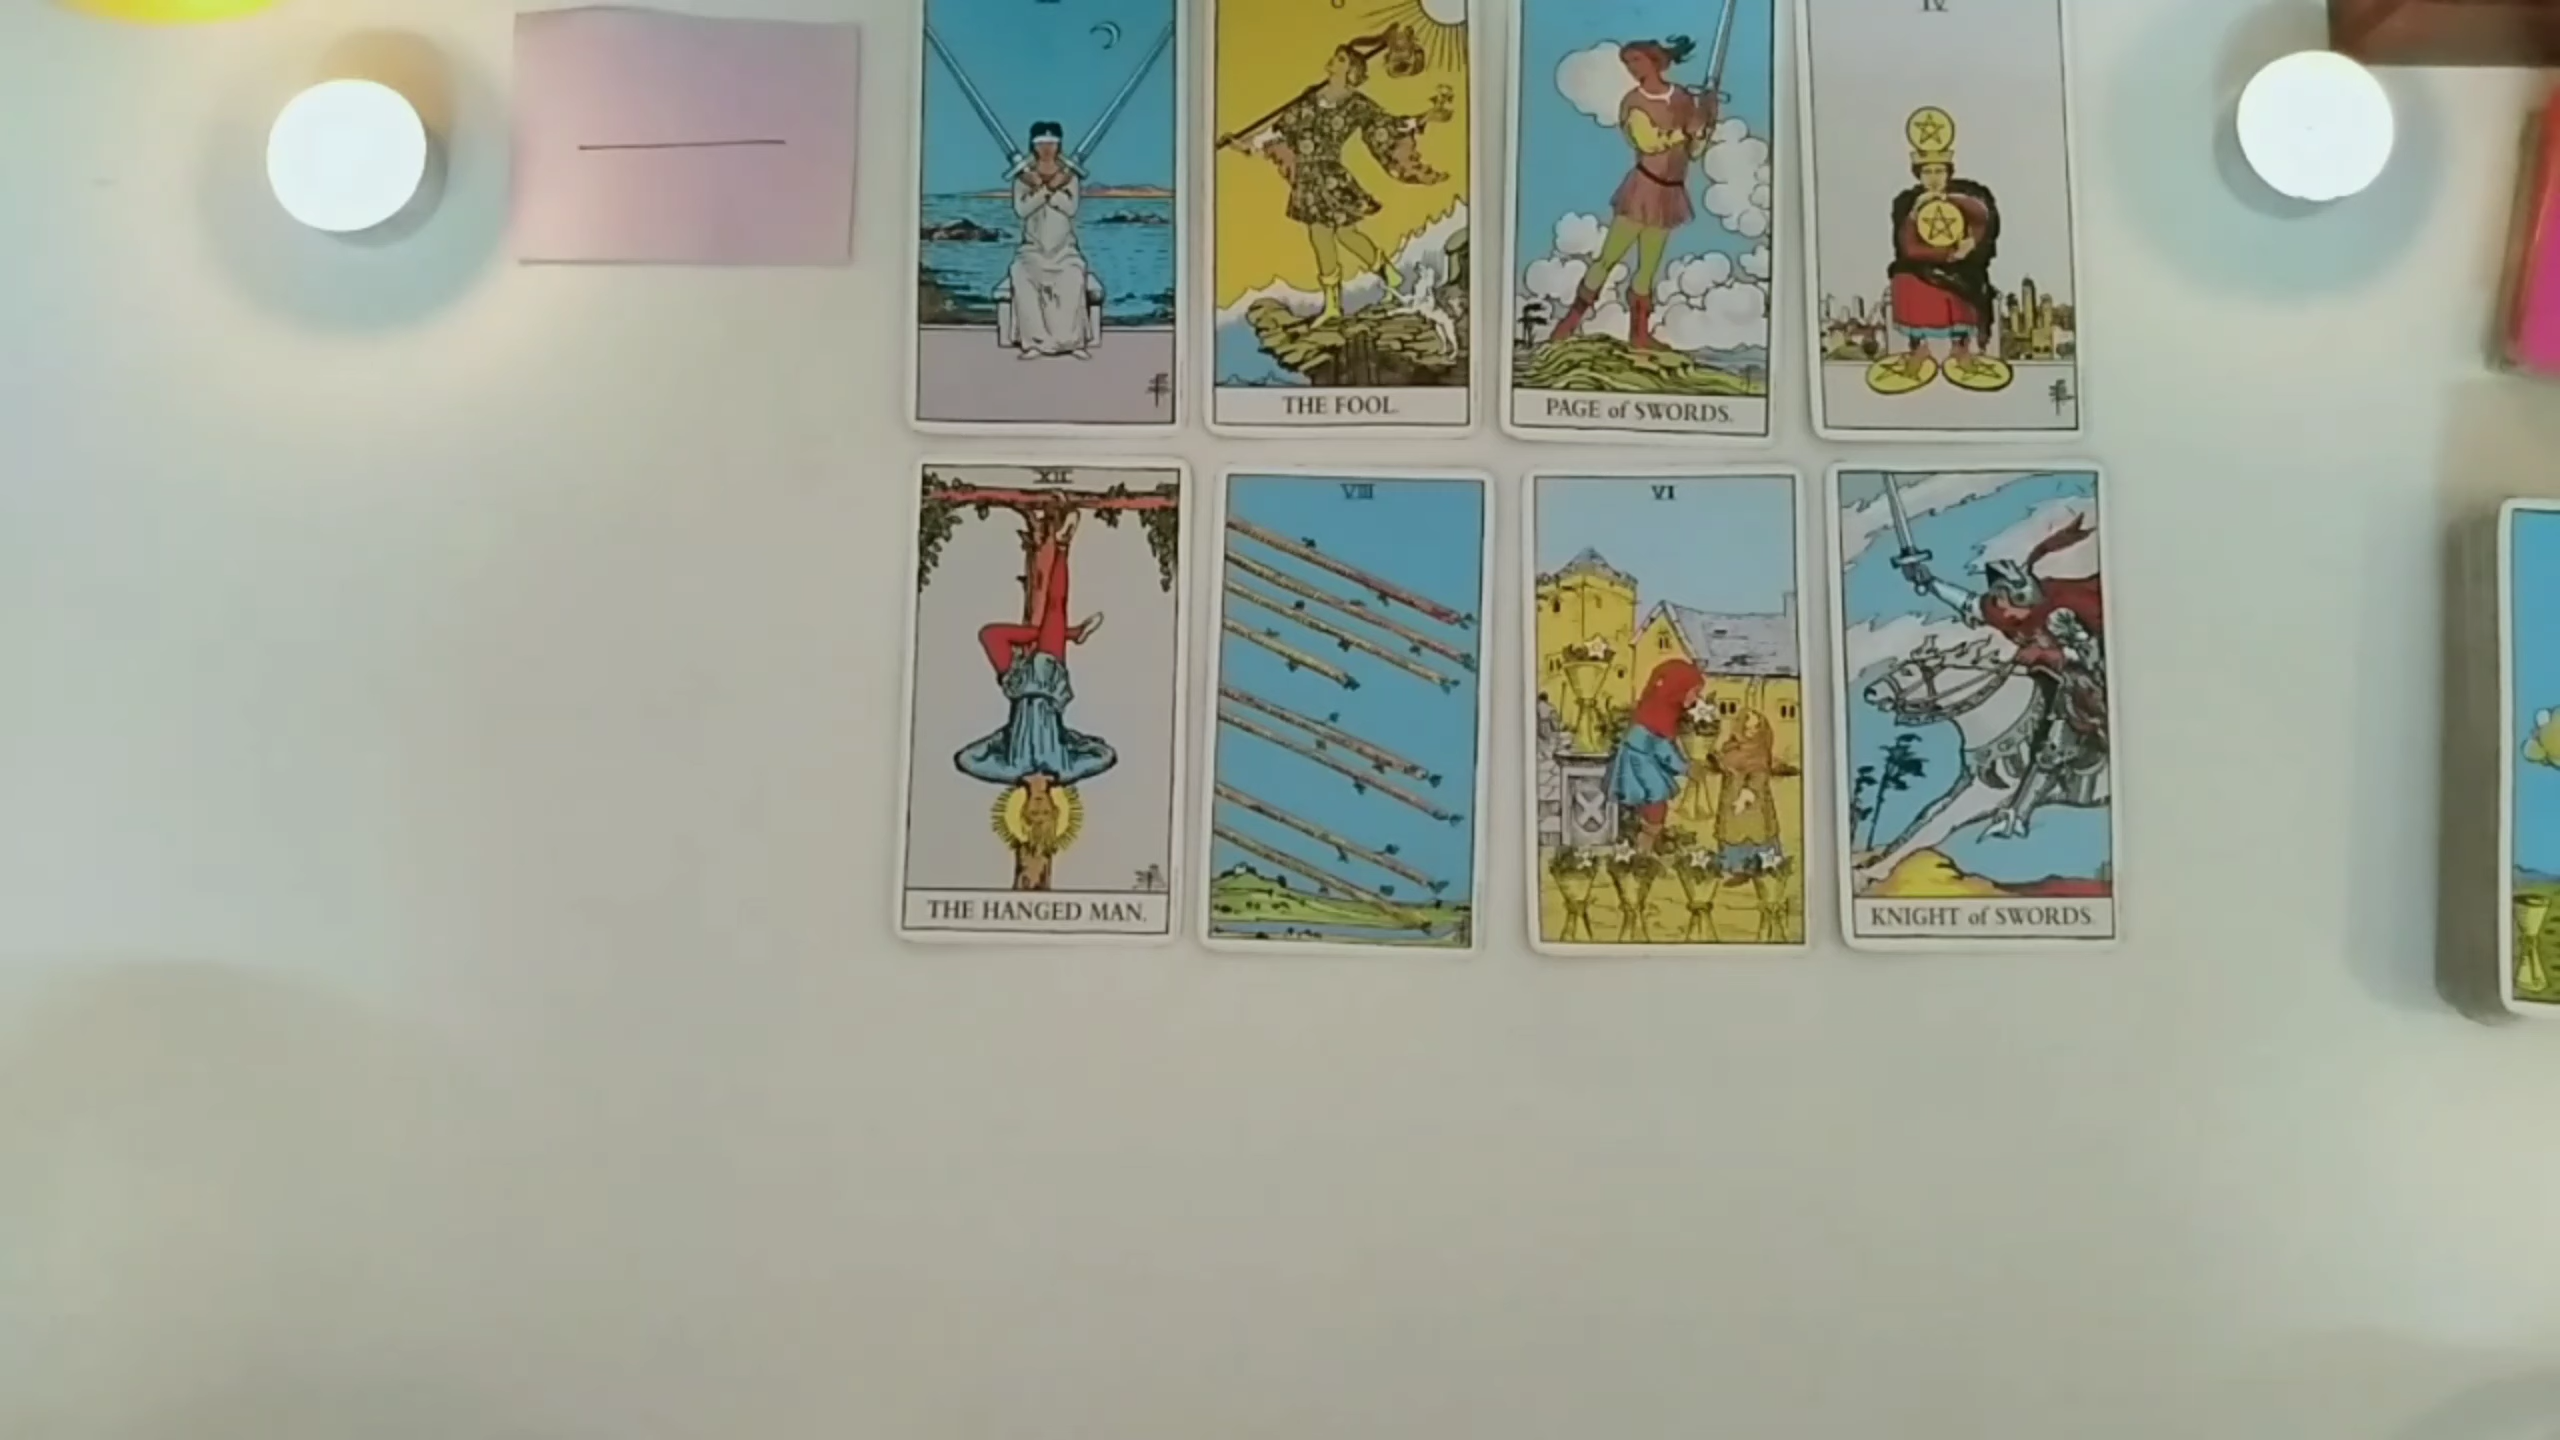 IV
THE FOOL.
PAGE of SWORDS.
XII
VIII
VI
THE HANGED MAN.
KNIGHT of SWORDS.